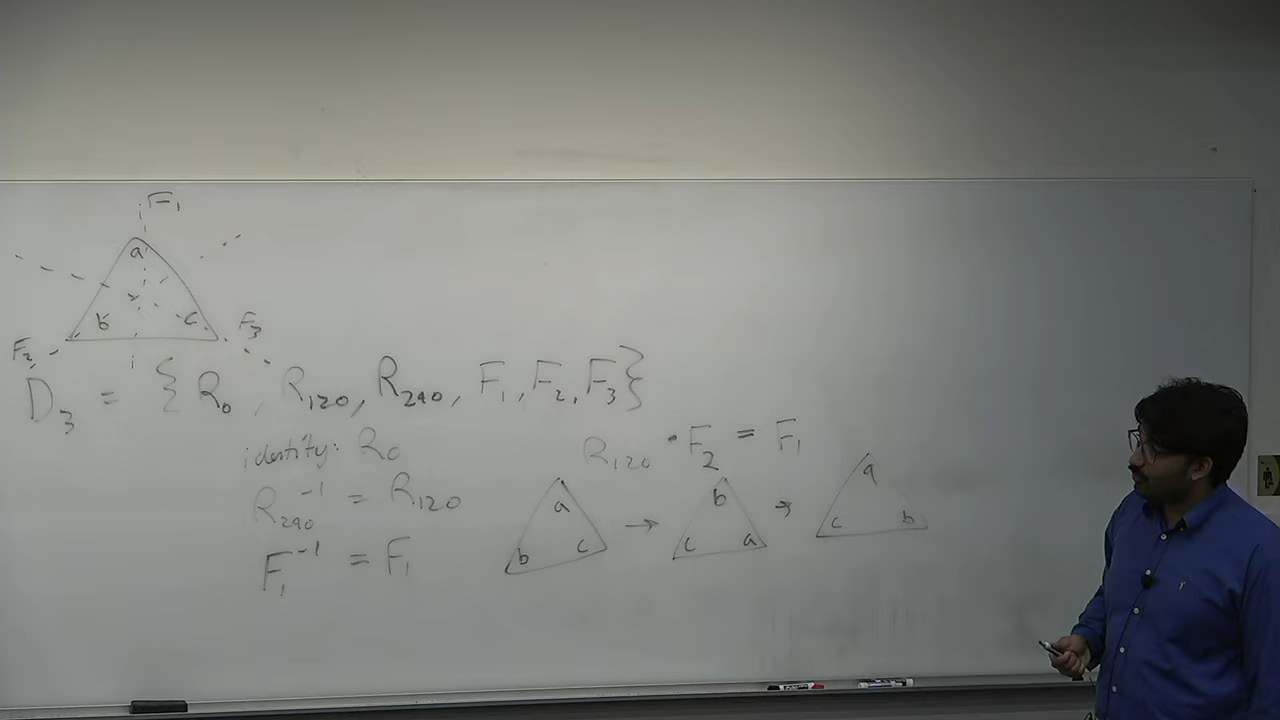 F₁
a
b c
F₂ F₃
D₃ = { R₀, R₁₂₀, R₂₄₀, F₁, F₂, F₃ }
identity: R₀
R₂₄₀⁻¹ = R₁₂₀
F₁⁻¹ = F₁
R₁₂₀ · F₂ = F₁
a b a
b c → c a → c b